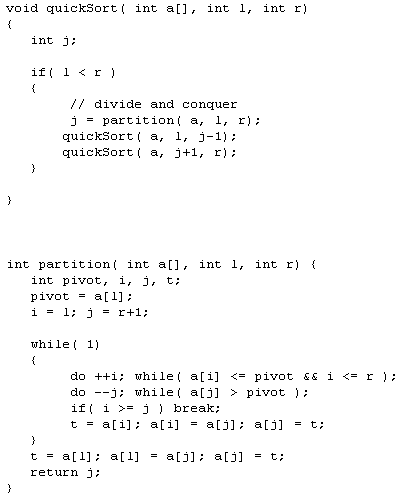 void quickSort( int a[], int l, int r)
{
   int j;

   if( l < r )
   {
        // divide and conquer
        j = partition( a, l, r);
       quickSort( a, l, j-1);
       quickSort( a, j+1, r);
   }

}

int partition( int a[], int l, int r) {
   int pivot, i, j, t;
   pivot = a[l];
   i = l; j = r+1;

   while( 1)
   {
        do ++i; while( a[i] <= pivot && i <= r );
        do --j; while( a[j] > pivot );
        if( i >= j ) break;
        t = a[i]; a[i] = a[j]; a[j] = t;
   }
   t = a[l]; a[l] = a[j]; a[j] = t;
   return j;
}